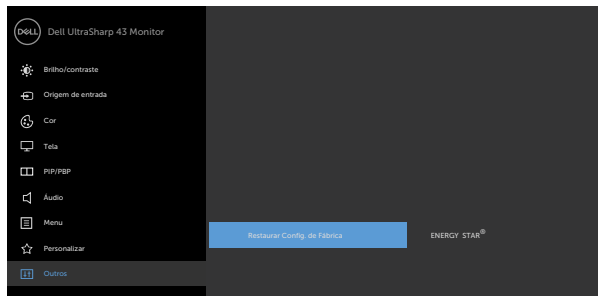 DELL
Dell UltraSharp 43 Monitor
Brilho/contraste
Origem de entrada
Cor
Tela
PIP/PBP
Áudio
Menu
Personalizar
Outros
Restaurar Config. de Fábrica
ENERGY STAR®